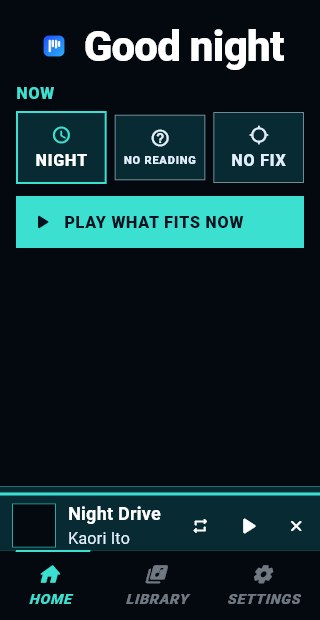 Good night
NOW
NIGHT
NO READING
NO FIX
PLAY WHAT FITS NOW
Night Drive
Kaori Ito
HOME
LIBRARY
SETTINGS